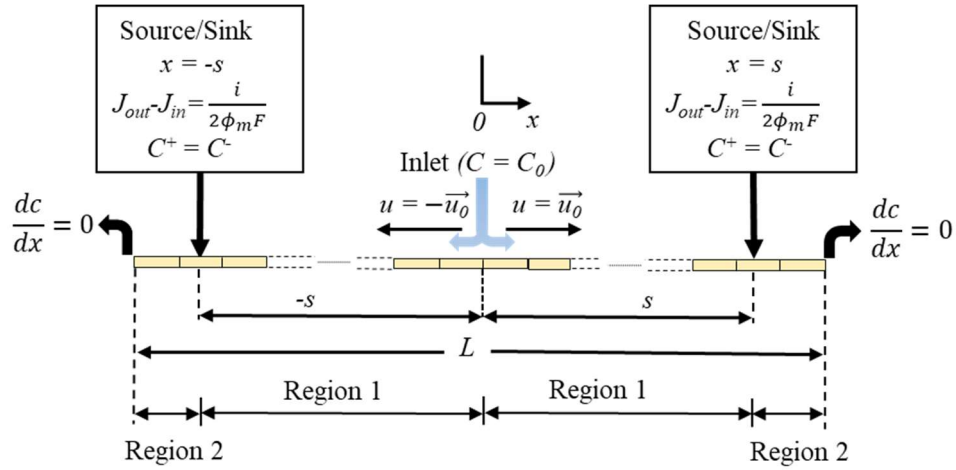 Source/Sink
x = -s
J_out-J_in = i/2ϕ_mF
C⁺ = C⁻
Source/Sink
x = s
J_out-J_in = i/2ϕ_mF
C⁺ = C⁻
0 x
Inlet (C = C₀)
u = -u₀⃗ u = u₀⃗
dc/dx = 0
dc/dx = 0
-s s
L
Region 1 Region 1
Region 2 Region 2